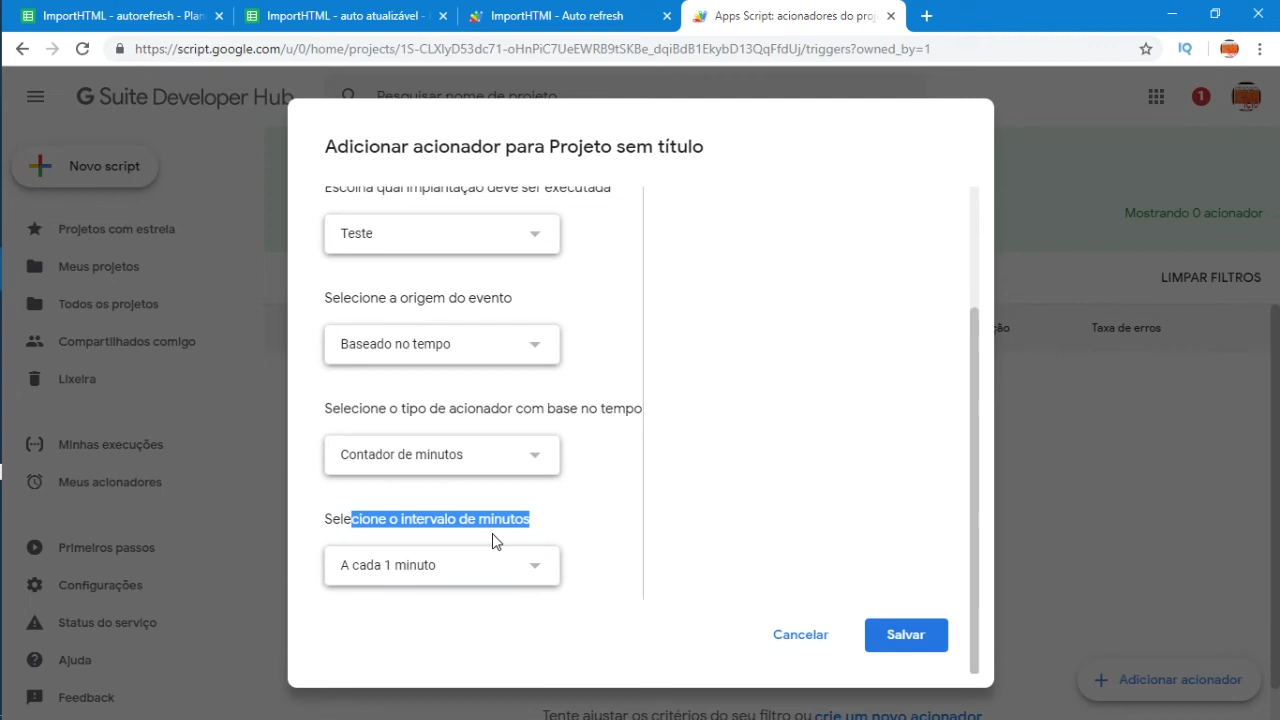 ImportHTML - autorefresh - Plan
ImportHTML - auto atualizável -
ImportHTMl - Auto refresh
Apps Script: acionadores do proj
https://script.google.com/u/0/home/projects/1S-CLXlyD53dc71-oHnPiC7UeEWRB9tSKBe_dqiBdB1EkybD13QqFfdUj/triggers?owned_by=1
IQ
G Suite Developer Hub
Pesquisar nome de projeto
1
Novo script
Projetos com estrela
Meus projetos
Todos os projetos
Compartilhados comigo
Lixeira
Minhas execuções
Meus acionadores
Primeiros passos
Configurações
Status do serviço
Ajuda
Feedback
Mostrando 0 acionador
LIMPAR FILTROS
ção
Taxa de erros
Adicionar acionador para Projeto sem título
Escolha qual implantação deve ser executada
Teste
Selecione a origem do evento
Baseado no tempo
Selecione o tipo de acionador com base no tempo
Contador de minutos
Selecione o intervalo de minutos
A cada 1 minuto
Cancelar
Salvar
Adicionar acionador
Tente ajustar os critérios do seu filtro ou crie um novo acionador